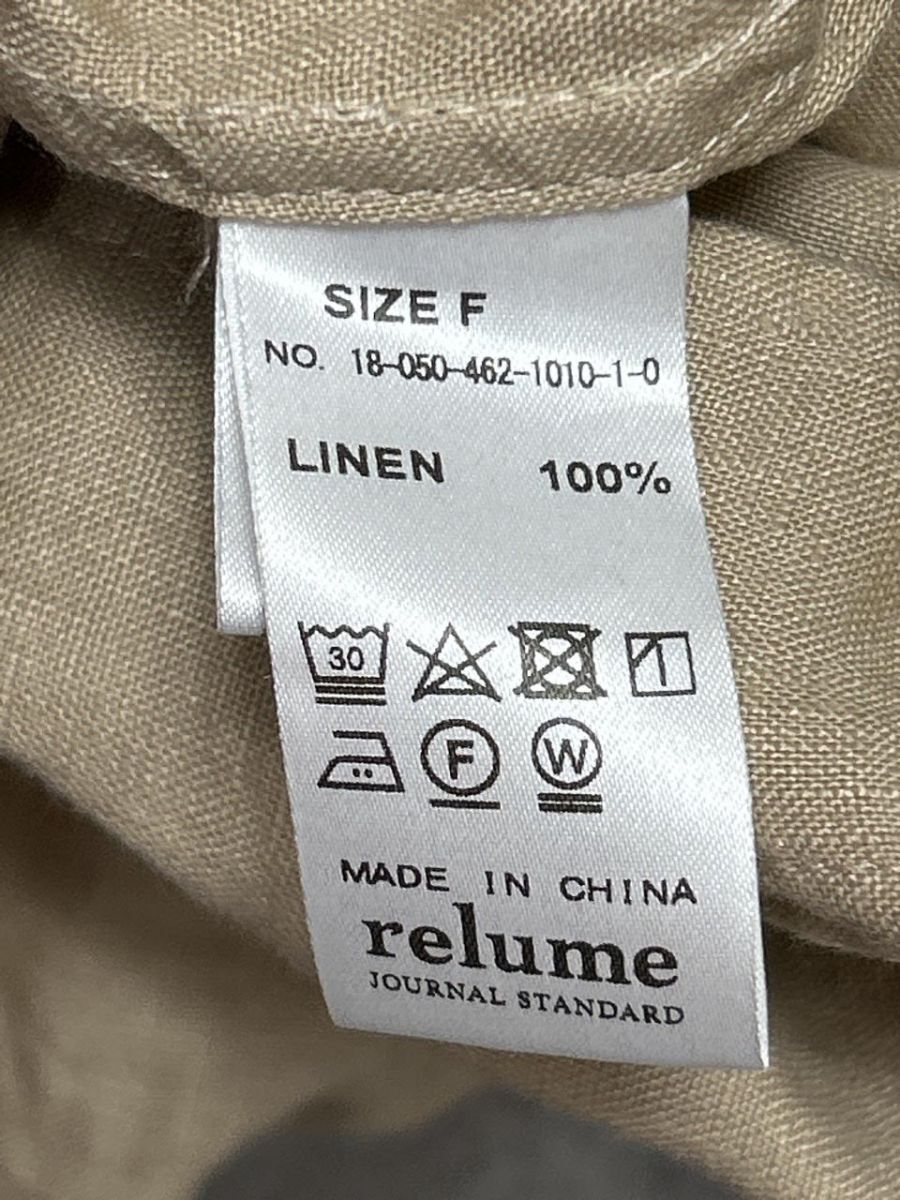 SIZE F
NO. 18-050-462-1010-1-0
LINEN 100%
30
F W
MADE IN CHINA
relume
JOURNAL STANDARD